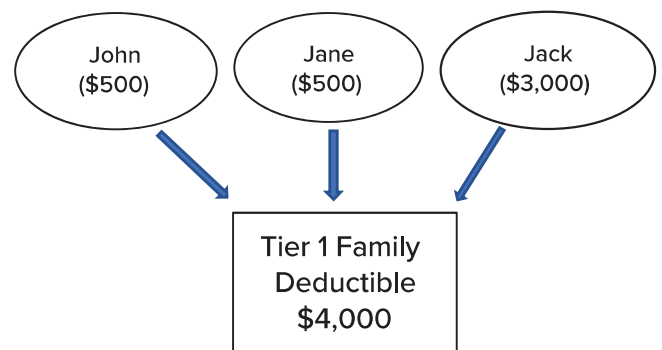 John
($500)
Jane
($500)
Jack
($3,000)
Tier 1 Family
Deductible
$4,000